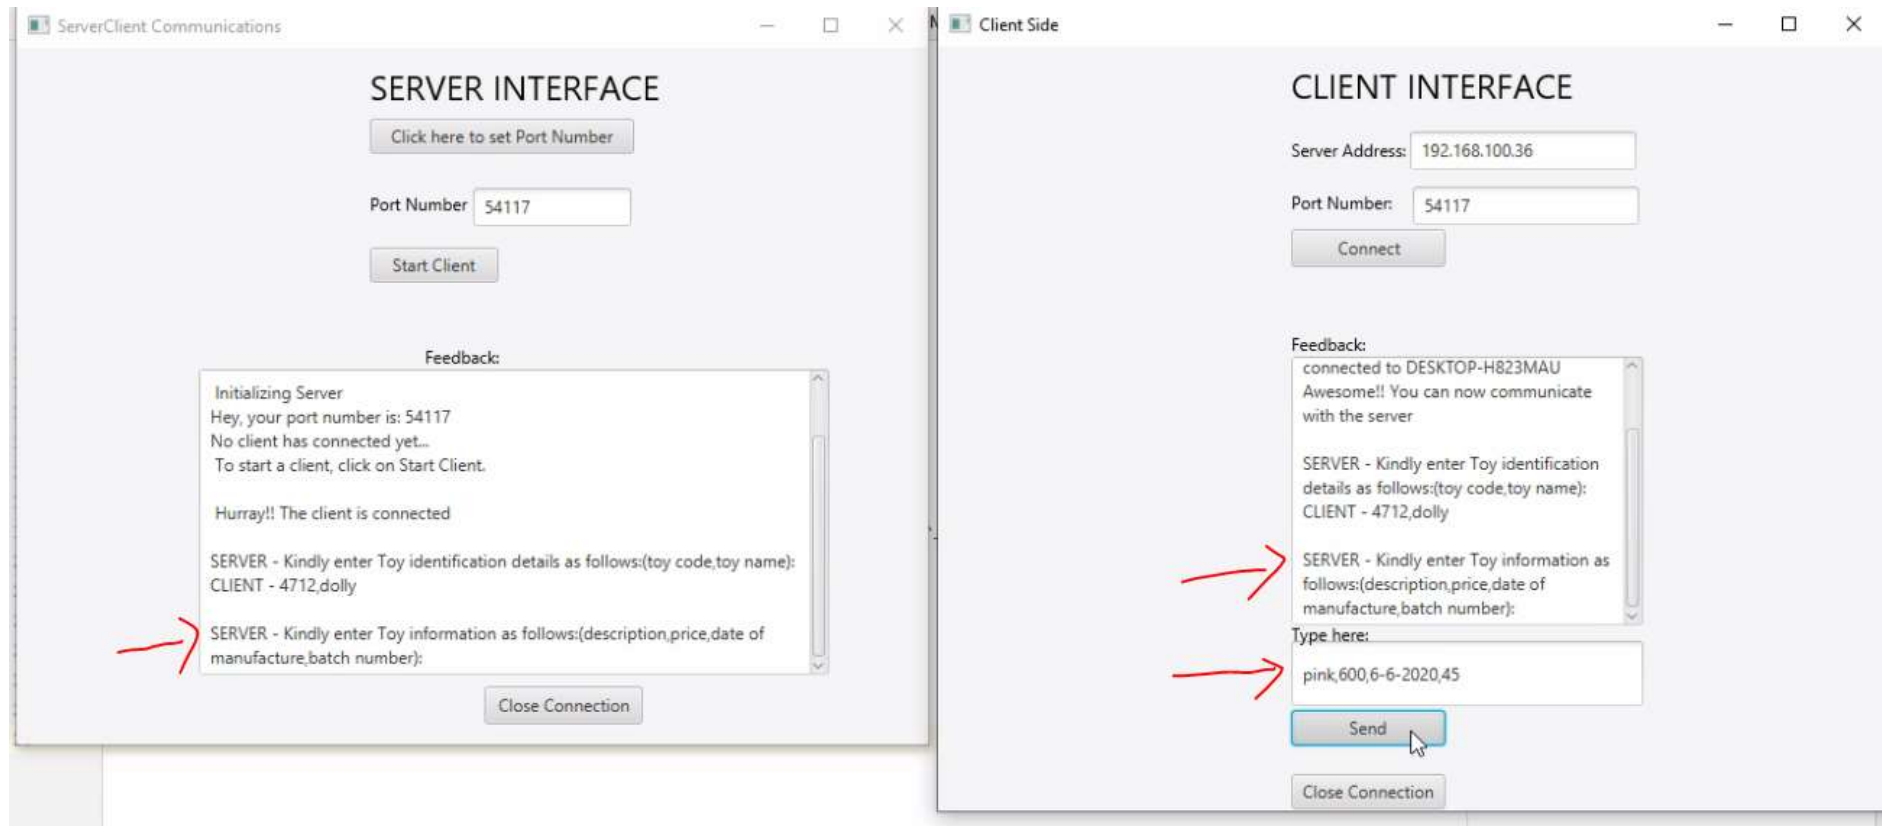 ServerClient Communications
SERVER INTERFACE
Click here to set Port Number
Port Number 54117
Start Client
Feedback:
Initializing Server
Hey, your port number is: 54117
No client has connected yet...
To start a client, click on Start Client.
Hurray!! The client is connected
SERVER - Kindly enter Toy identification details as follows:(toy code,toy name):
CLIENT - 4712,dolly
SERVER - Kindly enter Toy information as follows:(description,price,date of
manufacture,batch number):
Close Connection
Client Side
CLIENT INTERFACE
Server Address: 192.168.100.36
Port Number: 54117
Connect
Feedback:
connected to DESKTOP-H823MAU
Awesome!! You can now communicate
with the server
SERVER - Kindly enter Toy identification
details as follows:(toy code,toy name):
CLIENT - 4712,dolly
SERVER - Kindly enter Toy information as
follows:(description,price,date of
manufacture,batch number):
Type here:
pink,600,6-6-2020,45
Send
Close Connection